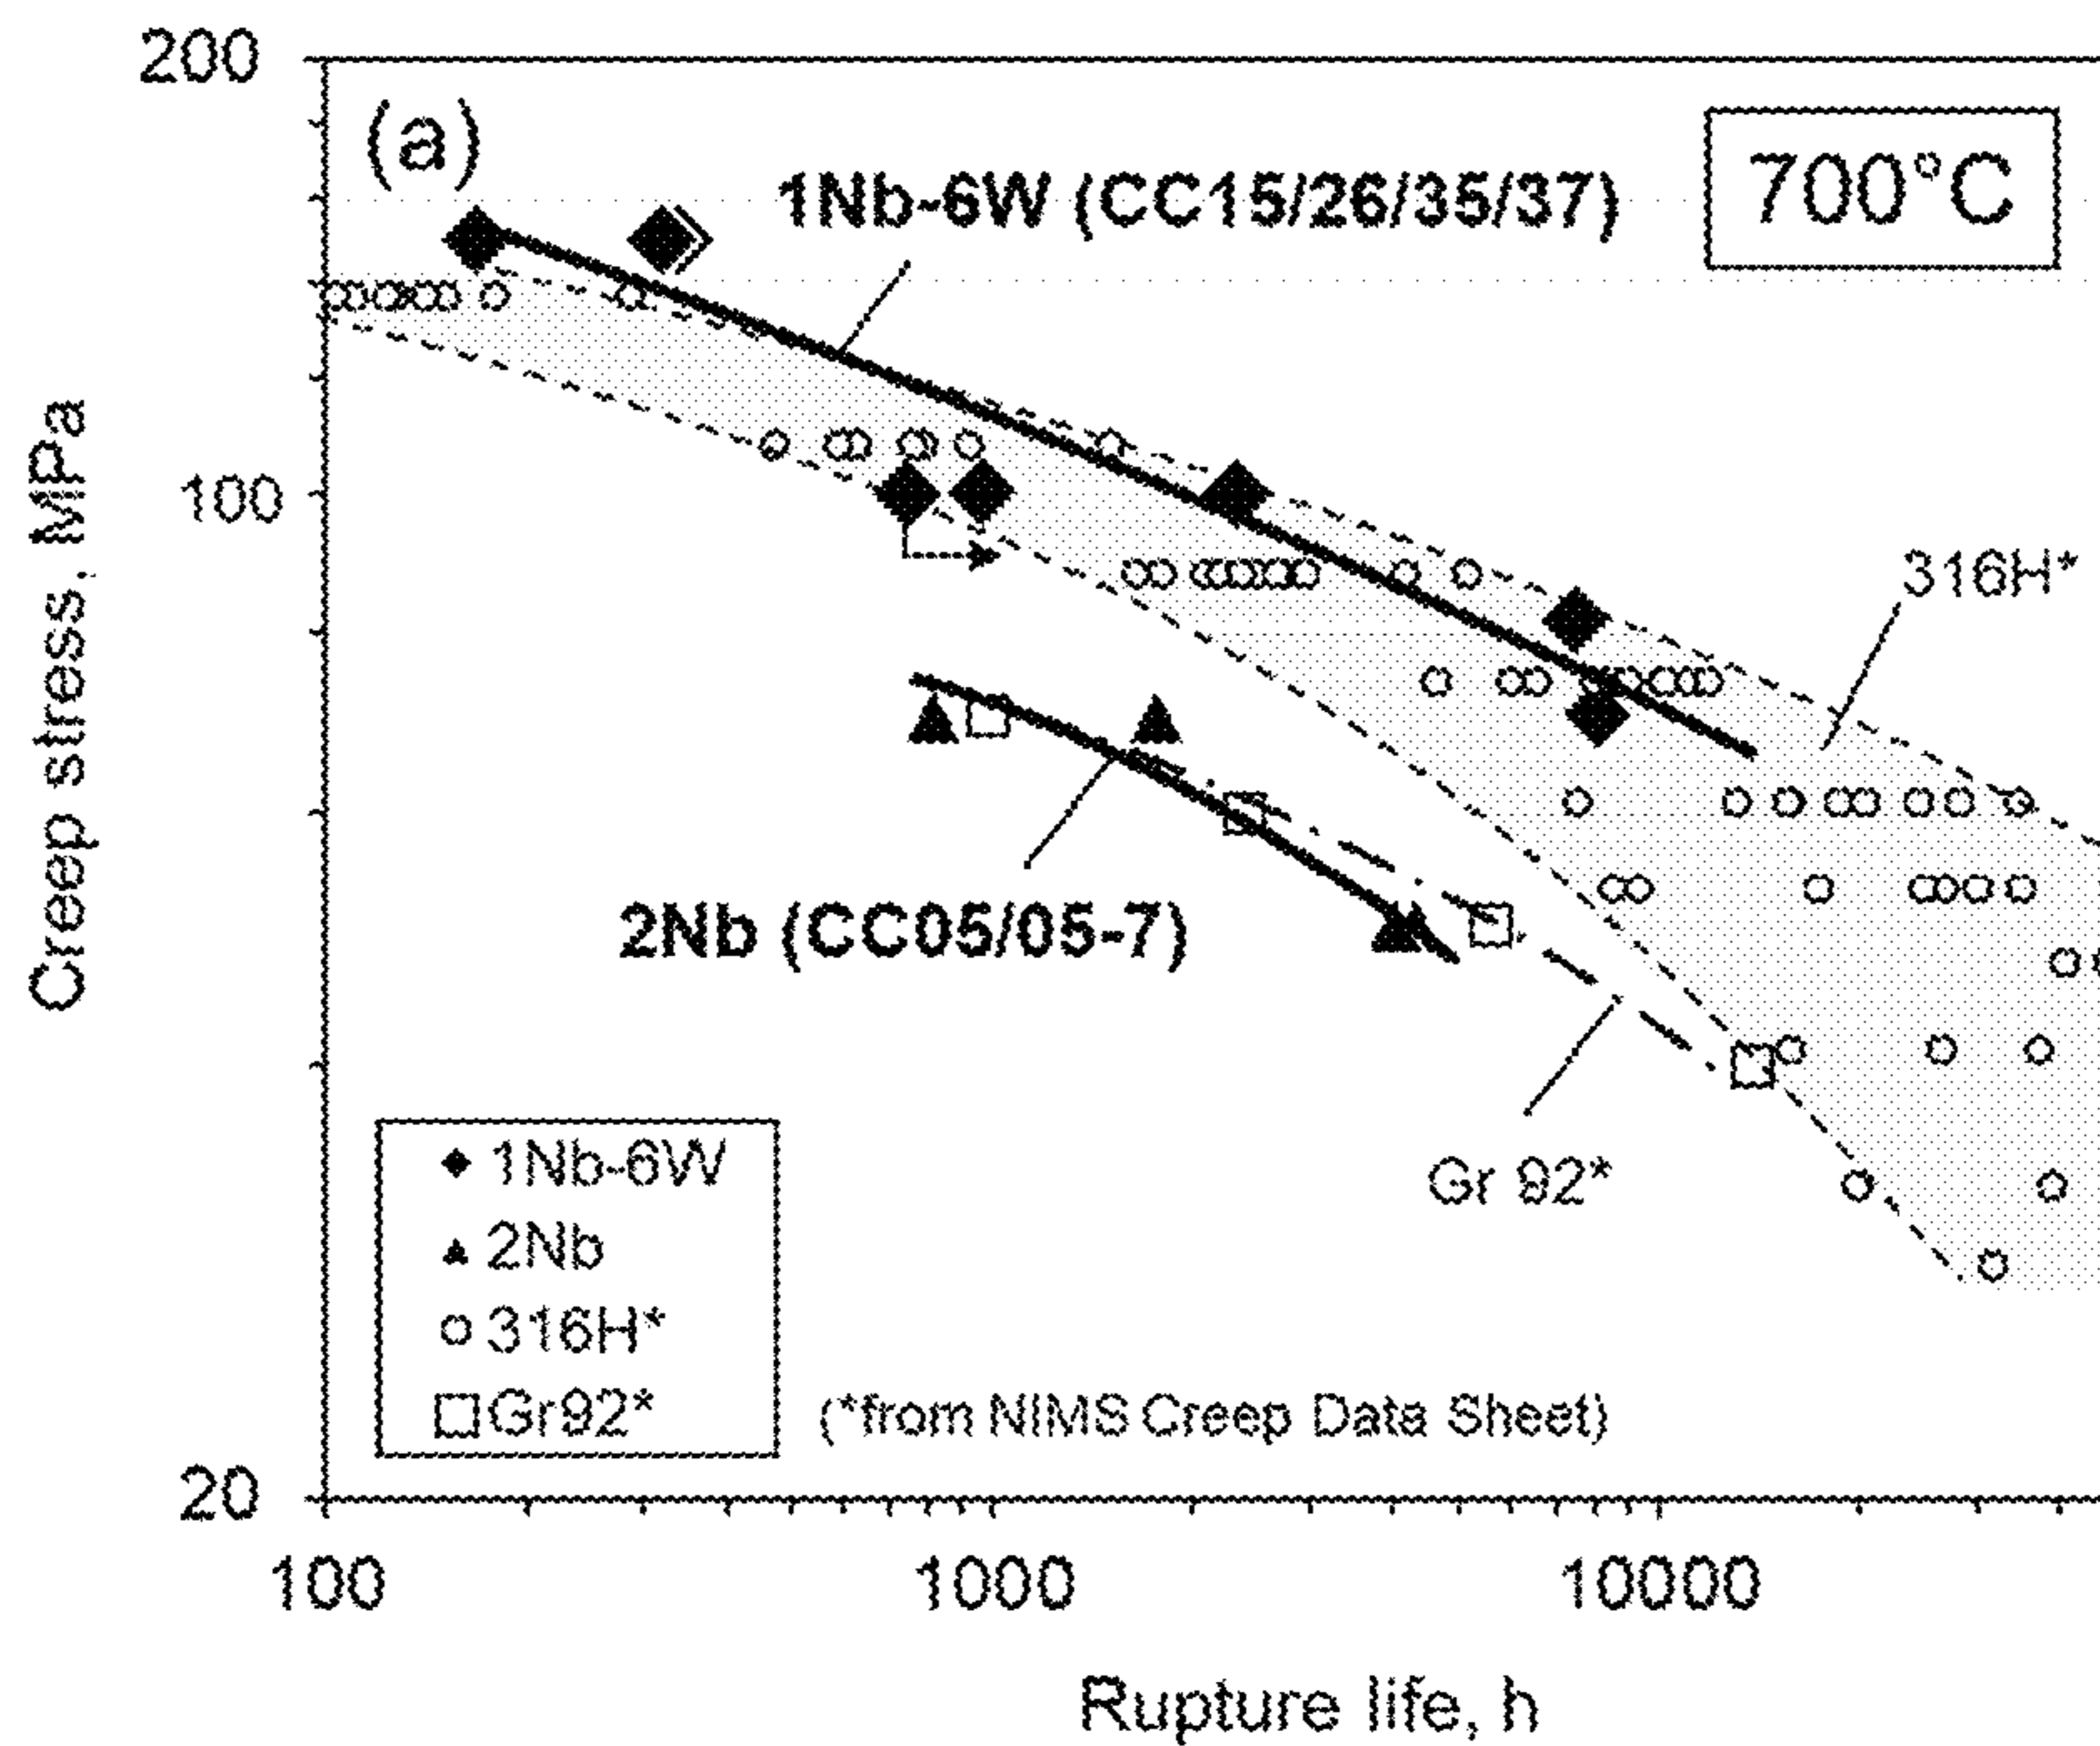 200
(a)
1Nb-6W (CC15/26/35/37)
700°C
Creep stress, MPa
100
316H*
2Nb (CC05/05-7)
Gr 92*
1Nb-6W
2Nb
316H*
Gr92*
(*from NIMS Creep Data Sheet)
20
100
1000
10000
Rupture life, h